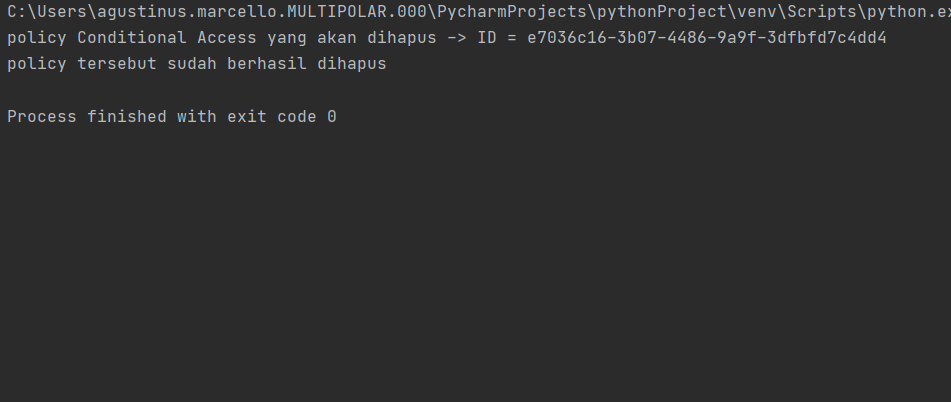 C:\Users\agustinus.marcello.MULTIPOLAR.000\PycharmProjects\pythonProject\venv\Scripts\python.ex
policy Conditional Access yang akan dihapus -> ID = e7036c16-3b07-4486-9a9f-3dfbfd7c4dd4
policy tersebut sudah berhasil dihapus
Process finished with exit code 0